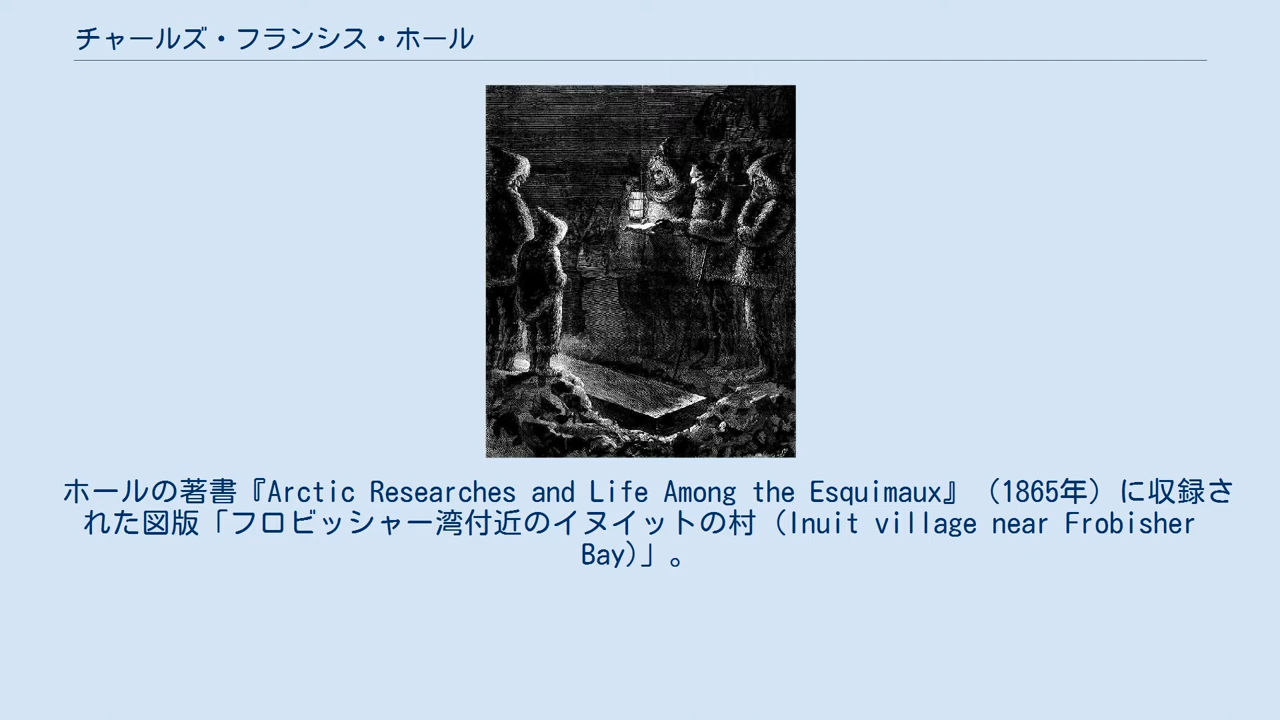 チャールズ・フランシス・ホール
ホールの著書『Arctic Researches and Life Among the Esquimaux』（1865年）に収録さ
れた図版「フロビッシャー湾付近のイヌイットの村（Inuit village near Frobisher
Bay)」。